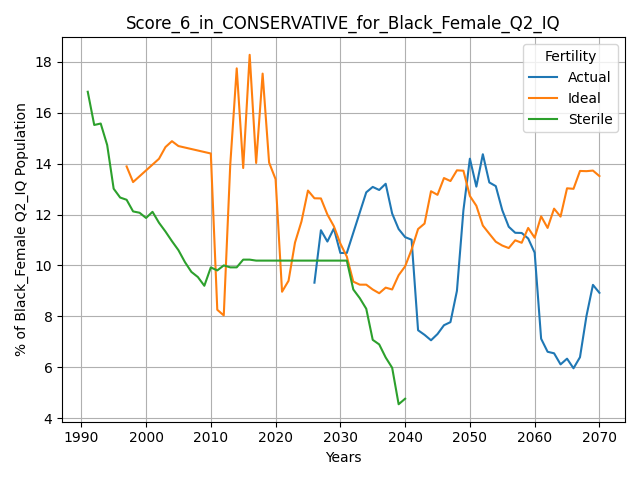 Score_6_in_CONSERVATIVE_for_Black_Female_Q2_IQ
% of Black_Female Q2_IQ Population
18
16
14
12
10
8
6
4
Fertility
Actual
Ideal
Sterile
1990 2000 2010 2020 2030 2040 2050 2060 2070
Years